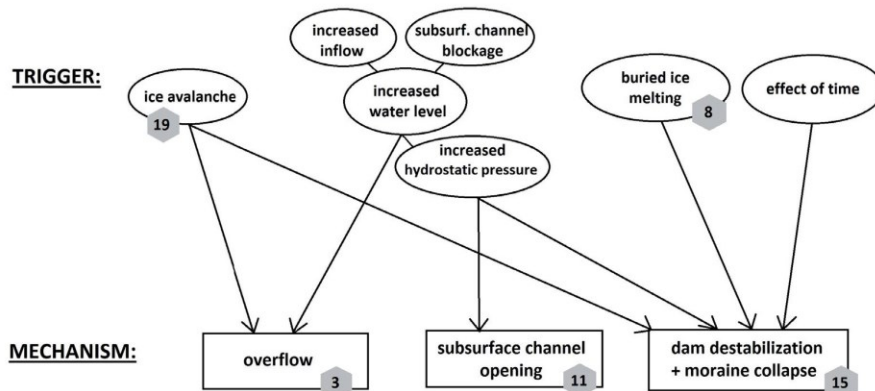 increased
inflow
subsurf. channel
blockage
TRIGGER:
ice avalanche
19
increased
water level
buried ice
melting
8
effect of time
increased
hydrostatic pressure
MECHANISM:
overflow
3
subsurface channel
opening
11
dam destabilization
+ moraine collapse
15